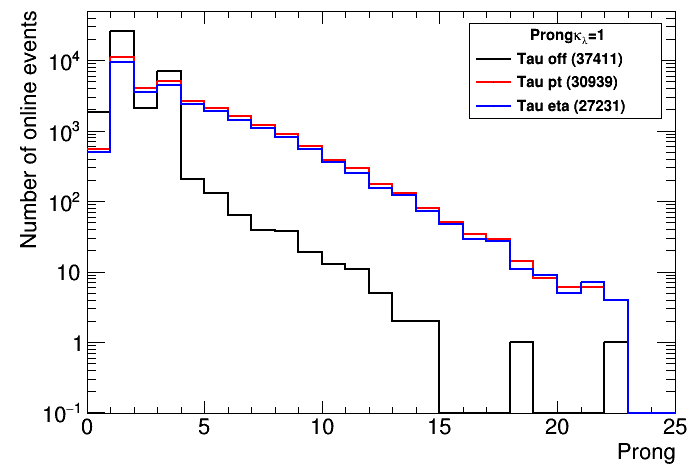 Number of online events
10⁴
10³
10²
10
1
10⁻¹
Prongκλ=1
Tau off (37411)
Tau pt (30939)
Tau eta (27231)
0 5 10 15 20 25
Prong